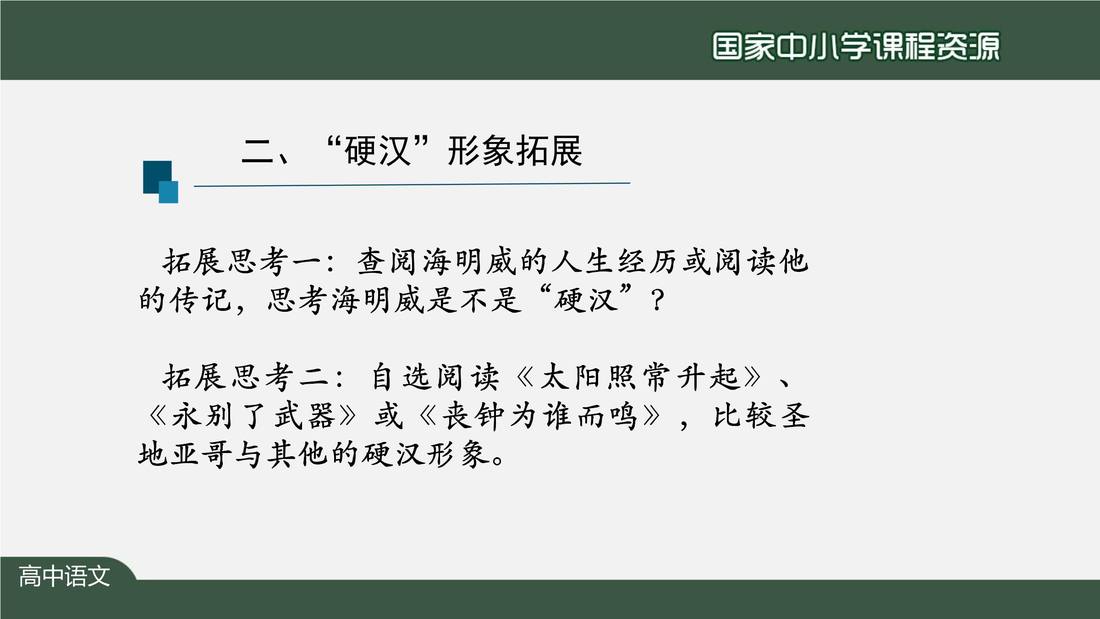 国家中小学课程资源
二、“硬汉”形象拓展
拓展思考一：查阅海明威的人生经历或阅读他
的传记，思考海明威是不是“硬汉”？
拓展思考二：自选阅读《太阳照常升起》、
《永别了武器》或《丧钟为谁而鸣》，比较圣
地亚哥与其他的硬汉形象。
高中语文